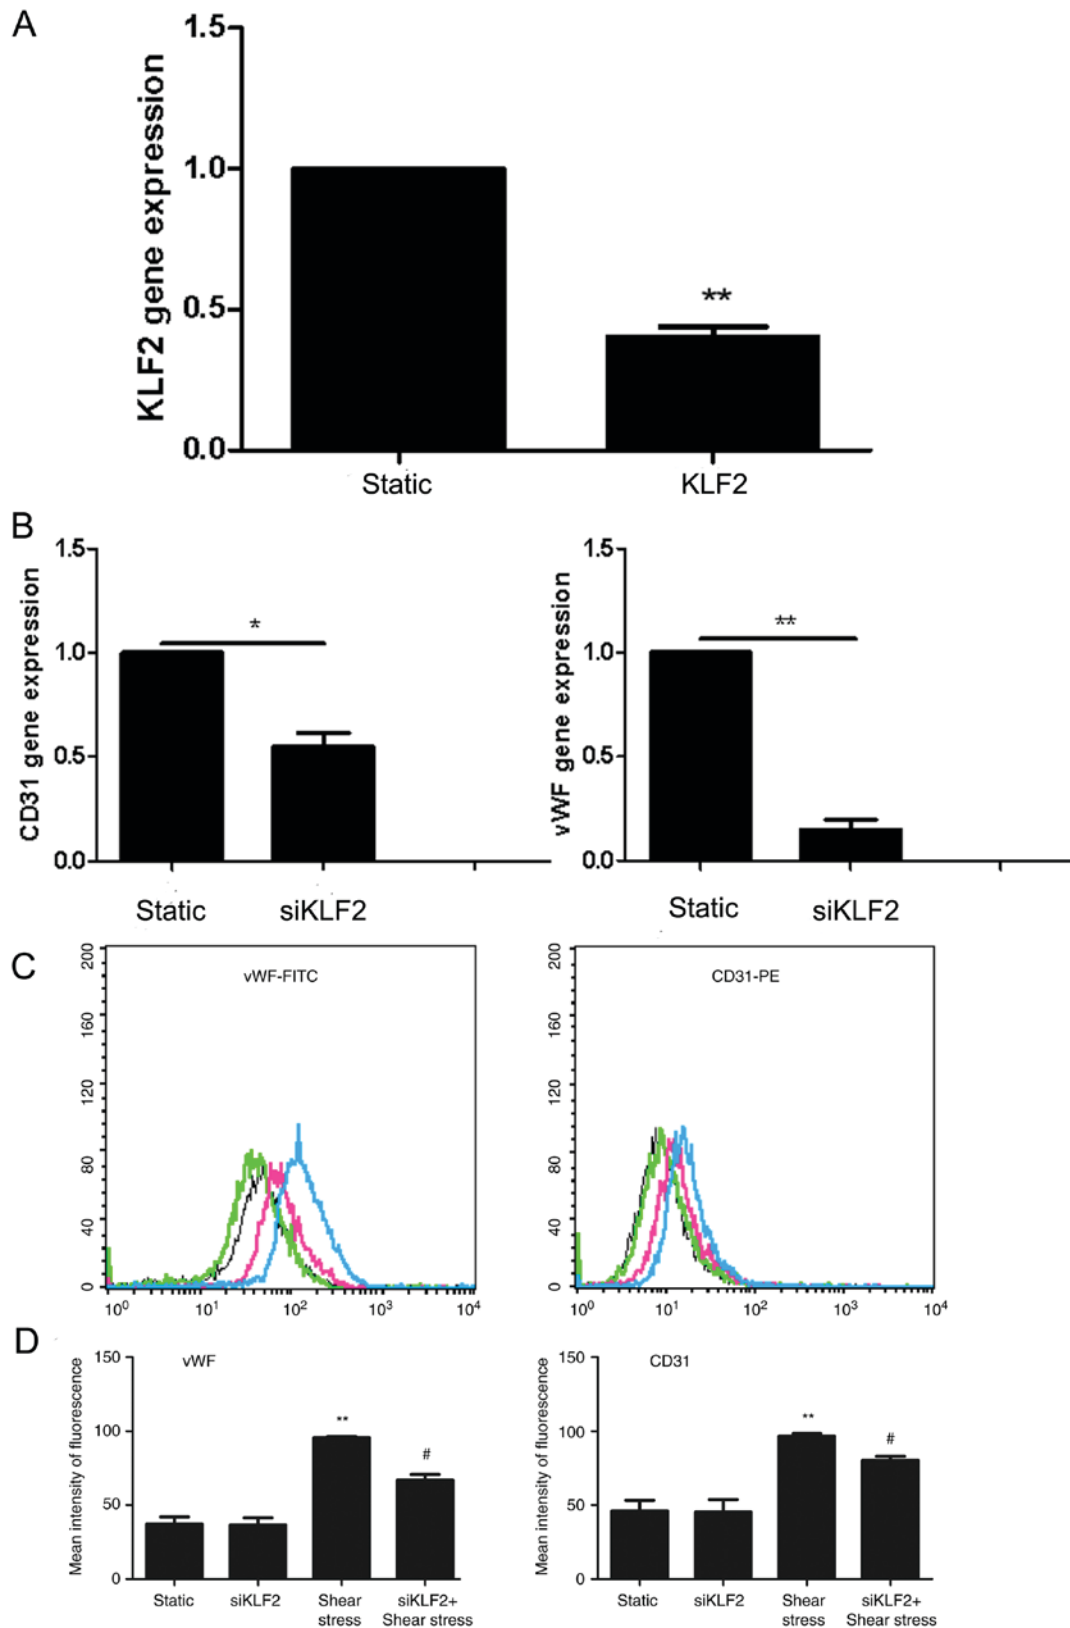 A
KLF2 gene expression
1.5
1.0
0.5
0.0
**
Static KLF2
B
CD31 gene expression
1.5
1.0
0.5
0.0
*
Static siKLF2
vWF gene expression
1.5
1.0
0.5
0.0
**
Static siKLF2
C
vWF-FITC
200
160
120
80
40
0
10⁰ 10¹ 10² 10³ 10⁴
CD31-PE
200
160
120
80
40
0
10⁰ 10¹ 10² 10³ 10⁴
D
vWF
Mean intensity of fluorescence
150
100
50
0
**
#
Static siKLF2 Shear siKLF2+
stress Shear stress
CD31
Mean intensity of fluorescence
150
100
50
0
**
#
Static siKLF2 Shear siKLF2+
stress Shear stress